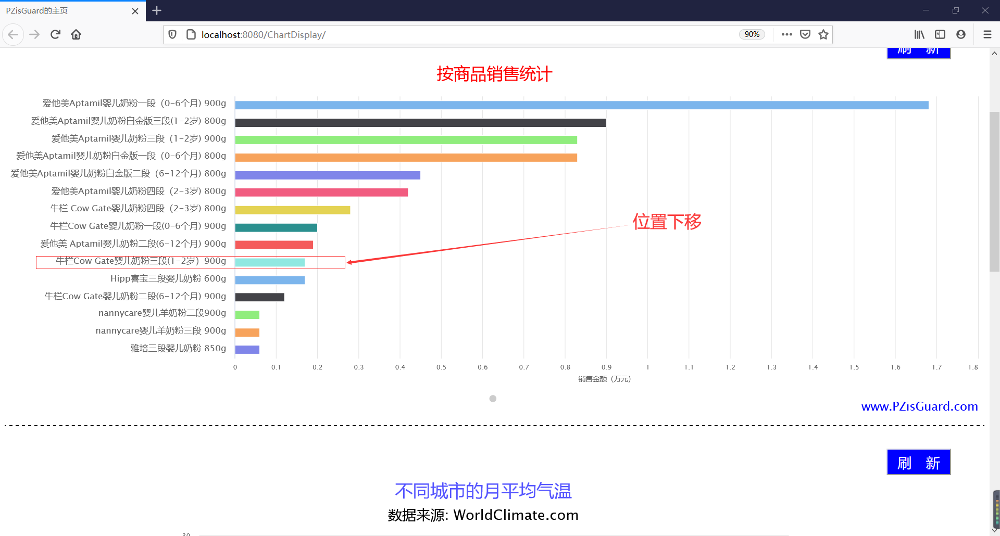 PZisGuard的主页
localhost:8080/ChartDisplay/
90%
刷 新
按商品销售统计
爱他美Aptamil婴儿奶粉一段（0-6个月) 900g
爱他美Aptamil婴儿奶粉白金版三段(1-2岁) 800g
爱他美Aptamil婴儿奶粉三段（1-2岁) 900g
爱他美Aptamil婴儿奶粉白金版一段（0-6个月) 800g
爱他美Aptamil婴儿奶粉白金版二段（6-12个月) 800g
爱他美Aptamil婴儿奶粉四段（2-3岁) 800g
牛栏 Cow Gate婴儿奶粉四段（2-3岁) 800g
牛栏Cow Gate婴儿奶粉一段(0-6个月) 900g
爱他美 Aptamil婴儿奶粉二段(6-12个月) 900g
牛栏Cow Gate婴儿奶粉三段(1-2岁）900g
Hipp喜宝三段婴儿奶粉 600g
牛栏Cow Gate婴儿奶粉二段(6-12个月) 900g
nannycare婴儿羊奶粉二段900g
nannycare婴儿羊奶粉三段 900g
雅培三段婴儿奶粉 850g
位置下移
0 0.1 0.2 0.3 0.4 0.5 0.6 0.7 0.8 0.9 1 1.1 1.2 1.3 1.4 1.5 1.6 1.7 1.8
销售金额（万元）
www.PZisGuard.com
刷 新
不同城市的月平均气温
数据来源: WorldClimate.com
30